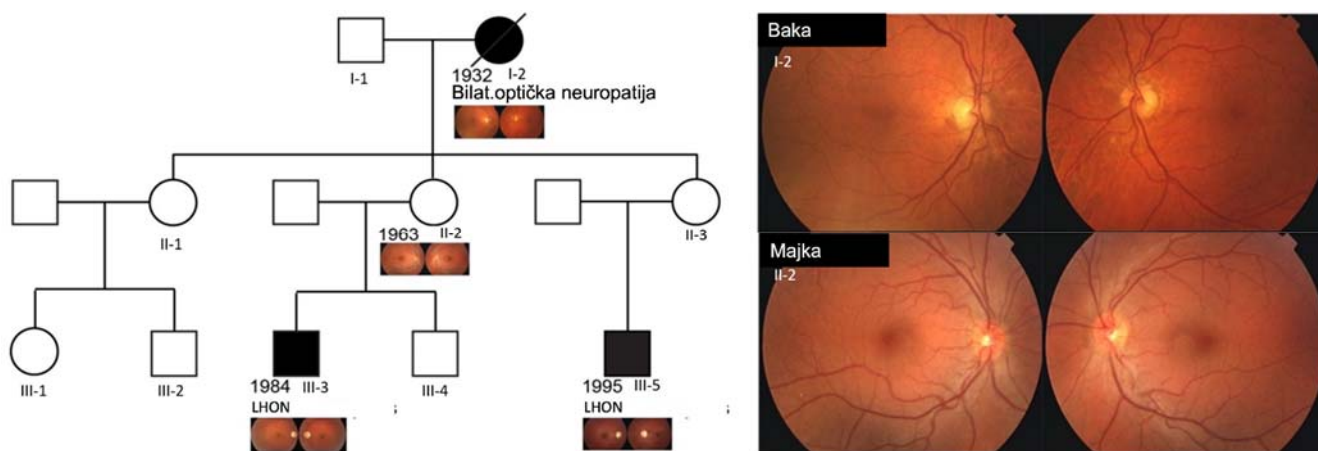 I-1
1932
I-2
Bilat.optička neuropatija
II-1
1963
II-2
II-3
III-1
III-2
1984
III-3
LHON
;
III-4
1995
III-5
LHON
;
Baka
I-2
Majka
II-2